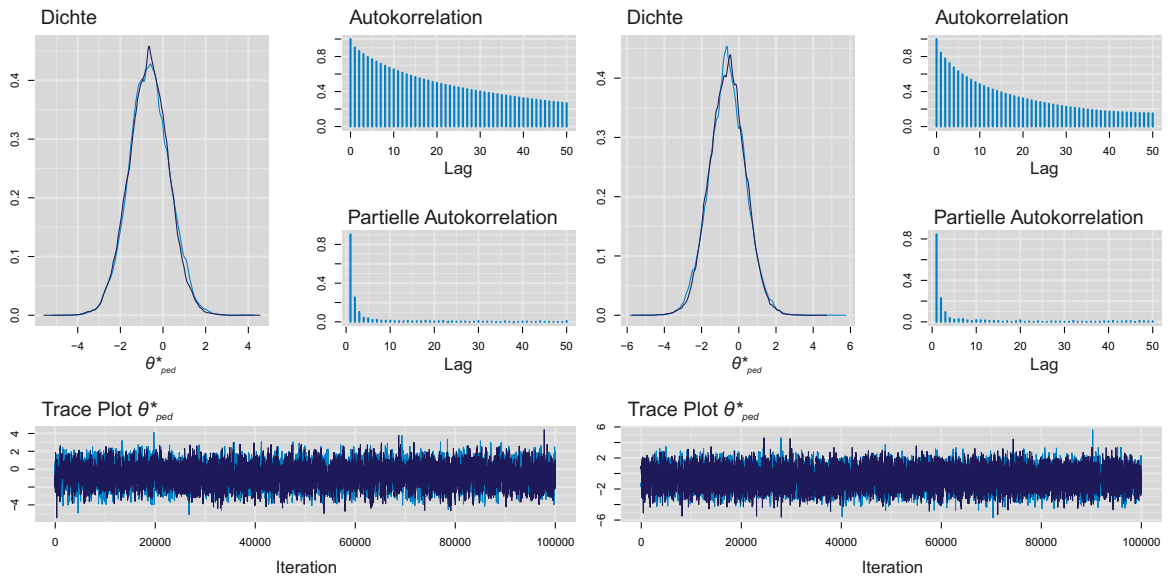 Dichte
0.0 0.1 0.2 0.3 0.4
−4 −2 0 2 4
θ*ped
Autokorrelation
0.0 0.4 0.8
0 10 20 30 40 50
Lag
Partielle Autokorrelation
0.0 0.4 0.8
0 10 20 30 40 50
Lag
Trace Plot θ*ped
−4 0 2 4
0 20000 40000 60000 80000 100000
Iteration
Dichte
0.0 0.1 0.2 0.3 0.4
−6 −4 −2 0 2 4 6
θ*ped
Autokorrelation
0.0 0.4 0.8
0 10 20 30 40 50
Lag
Partielle Autokorrelation
0.0 0.4 0.8
0 10 20 30 40 50
Lag
Trace Plot θ*ped
−6 −2 2 6
0 20000 40000 60000 80000 100000
Iteration